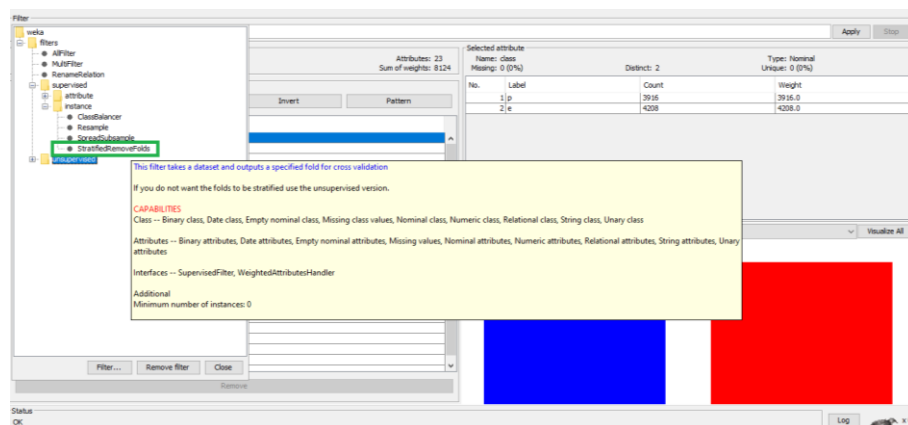 Filter
weka
filters
AllFilter
MultiFilter
RenameRelation
supervised
attribute
instance
ClassBalancer
Resample
SpreadSubsample
StratifiedRemoveFolds
unsupervised
Apply Stop
Attributes: 23
Sum of weights: 8124
Invert Pattern
Selected attribute
Name: class Type: Nominal
Missing: 0 (0%) Distinct: 2 Unique: 0 (0%)
No. Label Count Weight
1 p 3916 3916.0
2 e 4208 4208.0
This filter takes a dataset and outputs a specified fold for cross validation
If you do not want the folds to be stratified use the unsupervised version.
CAPABILITIES
Class -- Binary class, Date class, Empty nominal class, Missing class values, Nominal class, Numeric class, Relational class, String class, Unary class
Attributes -- Binary attributes, Date attributes, Empty nominal attributes, Missing values, Nominal attributes, Numeric attributes, Relational attributes, String attributes, Unary
attributes
Interfaces -- SupervisedFilter, WeightedAttributesHandler
Additional
Minimum number of instances: 0
Visualize All
Filter... Remove filter Close
Remove
Status
OK
Log
x